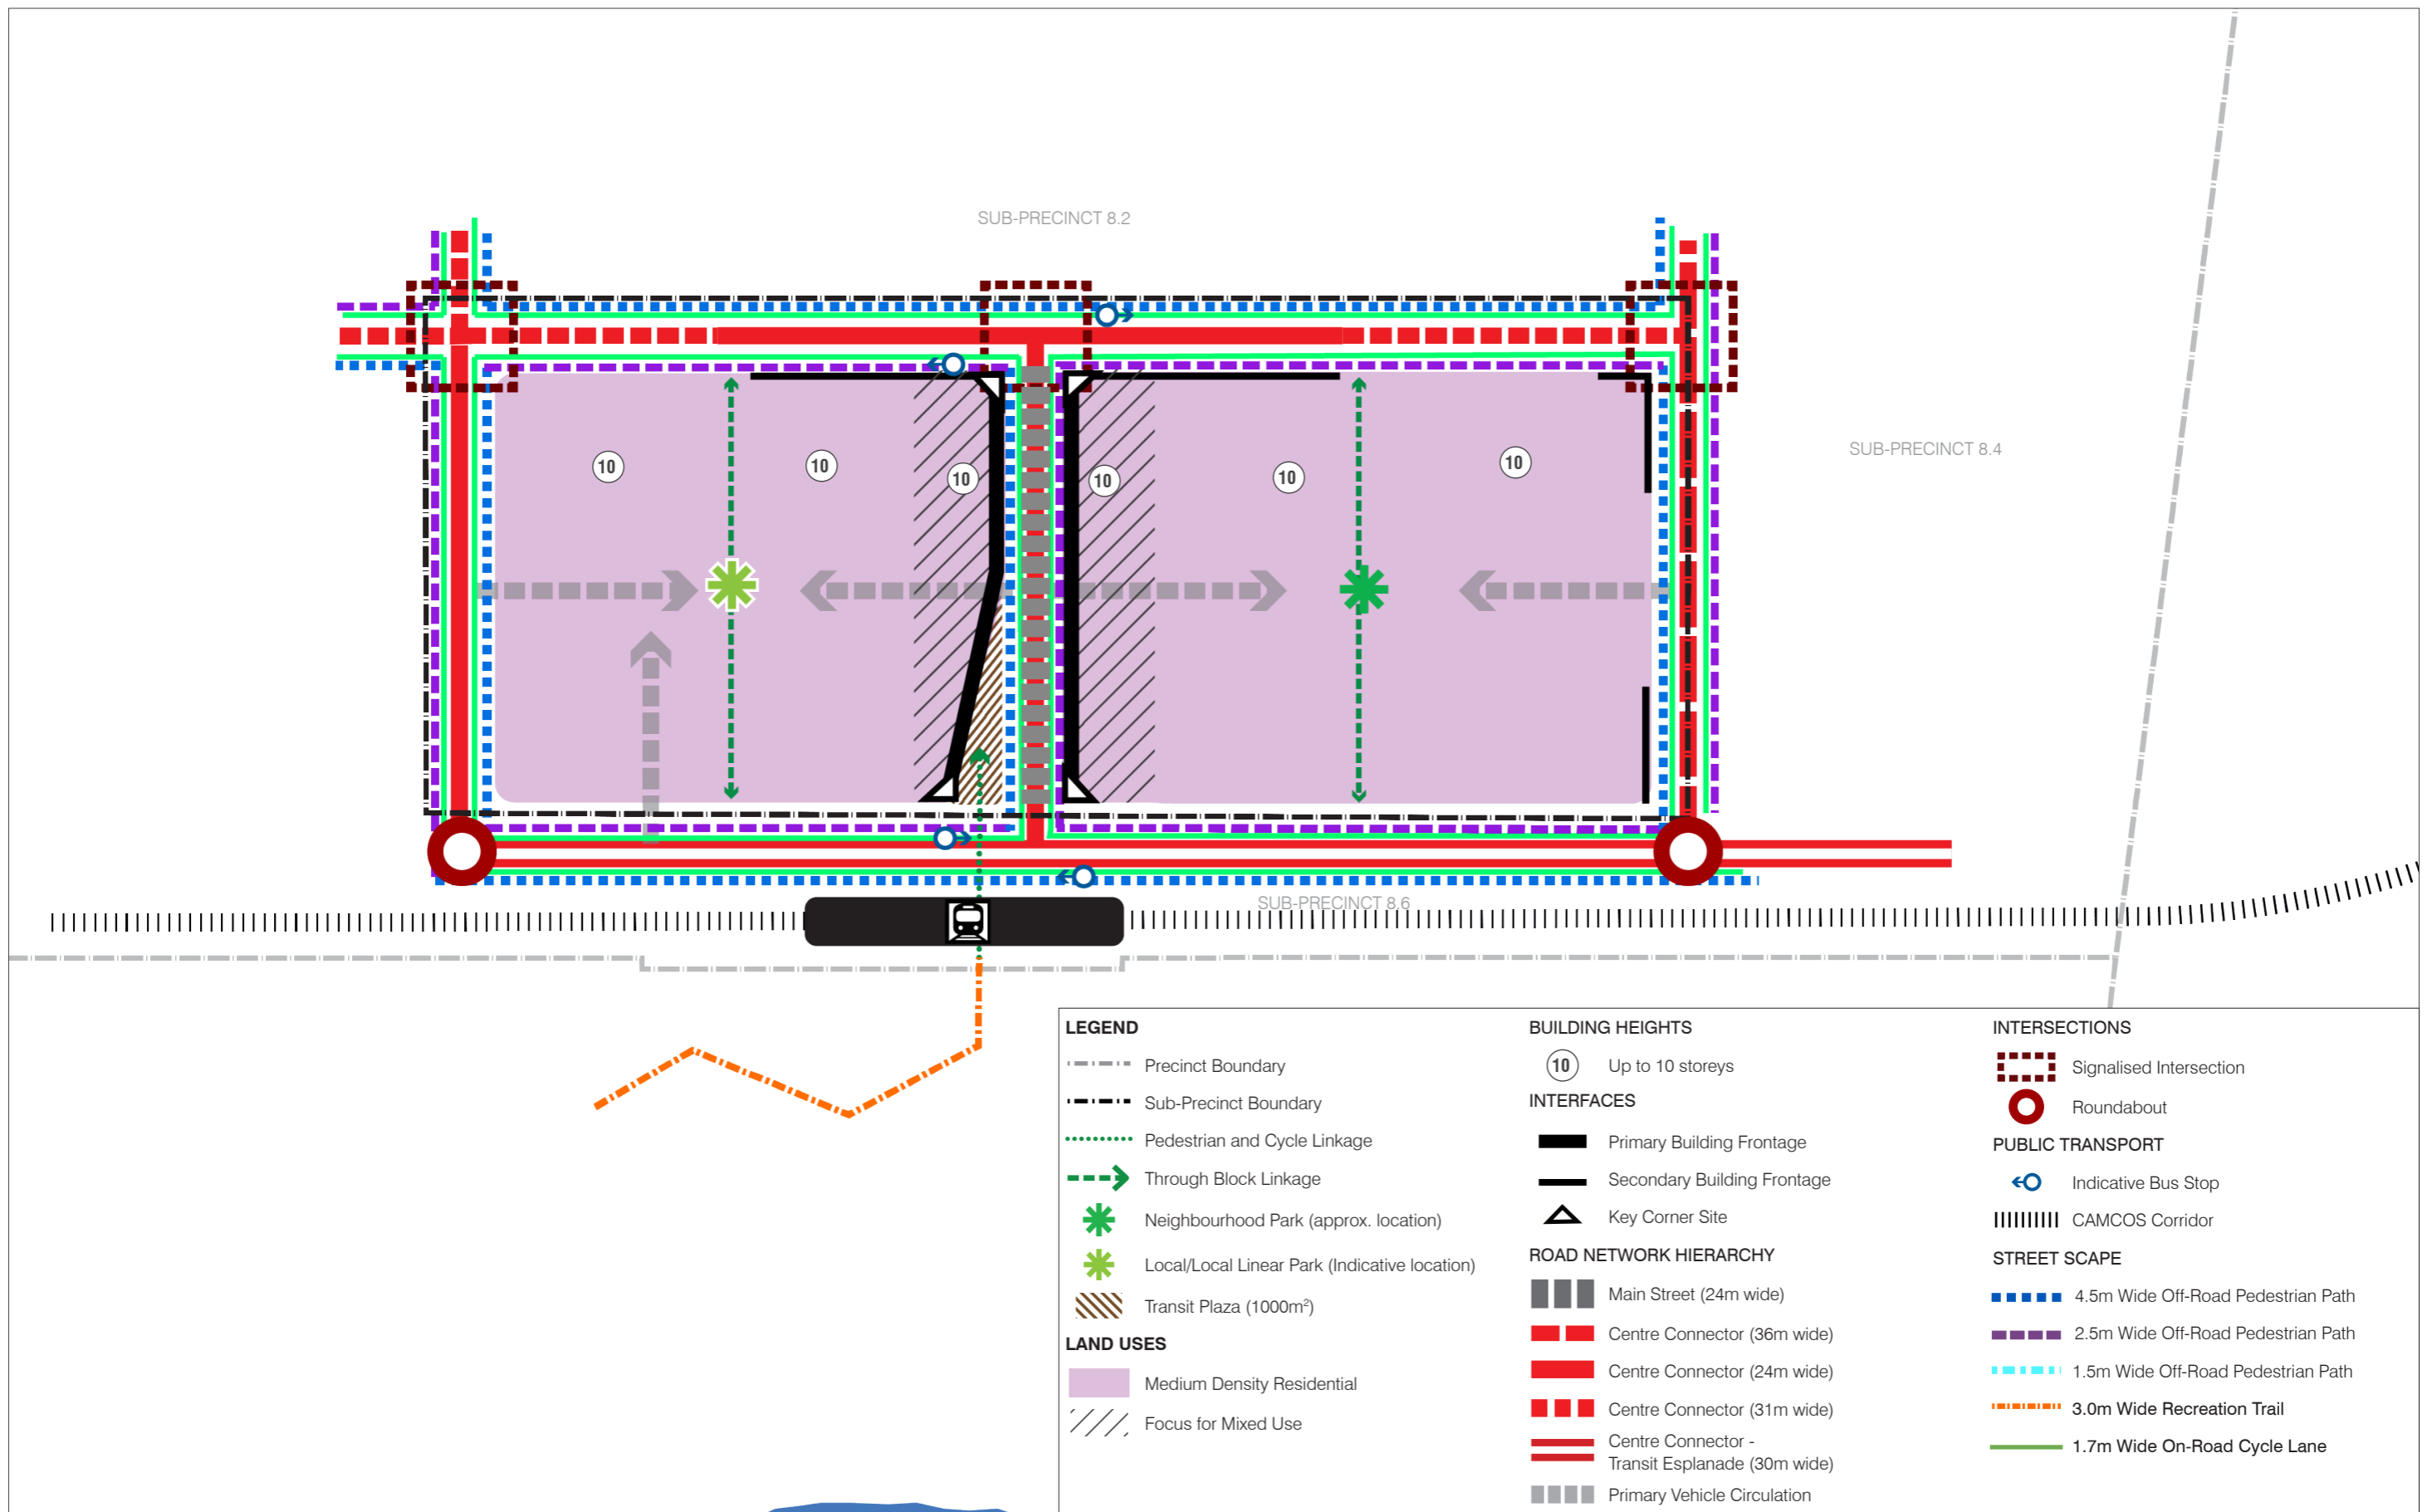 SUB-PRECINCT 8.2
SUB-PRECINCT 8.4
10
10
10
10
10
10
SUB-PRECINCT 8.6
LEGEND
Precinct Boundary
Sub-Precinct Boundary
Pedestrian and Cycle Linkage
Through Block Linkage
Neighbourhood Park (approx. location)
Local/Local Linear Park (Indicative location)
Transit Plaza (1000m²)
LAND USES
Medium Density Residential
Focus for Mixed Use
BUILDING HEIGHTS
10 Up to 10 storeys
INTERFACES
Primary Building Frontage
Secondary Building Frontage
Key Corner Site
ROAD NETWORK HIERARCHY
Main Street (24m wide)
Centre Connector (36m wide)
Centre Connector (24m wide)
Centre Connector (31m wide)
Centre Connector -
Transit Esplanade (30m wide)
Primary Vehicle Circulation
INTERSECTIONS
Signalised Intersection
Roundabout
PUBLIC TRANSPORT
Indicative Bus Stop
CAMCOS Corridor
STREET SCAPE
4.5m Wide Off-Road Pedestrian Path
2.5m Wide Off-Road Pedestrian Path
1.5m Wide Off-Road Pedestrian Path
3.0m Wide Recreation Trail
1.7m Wide On-Road Cycle Lane